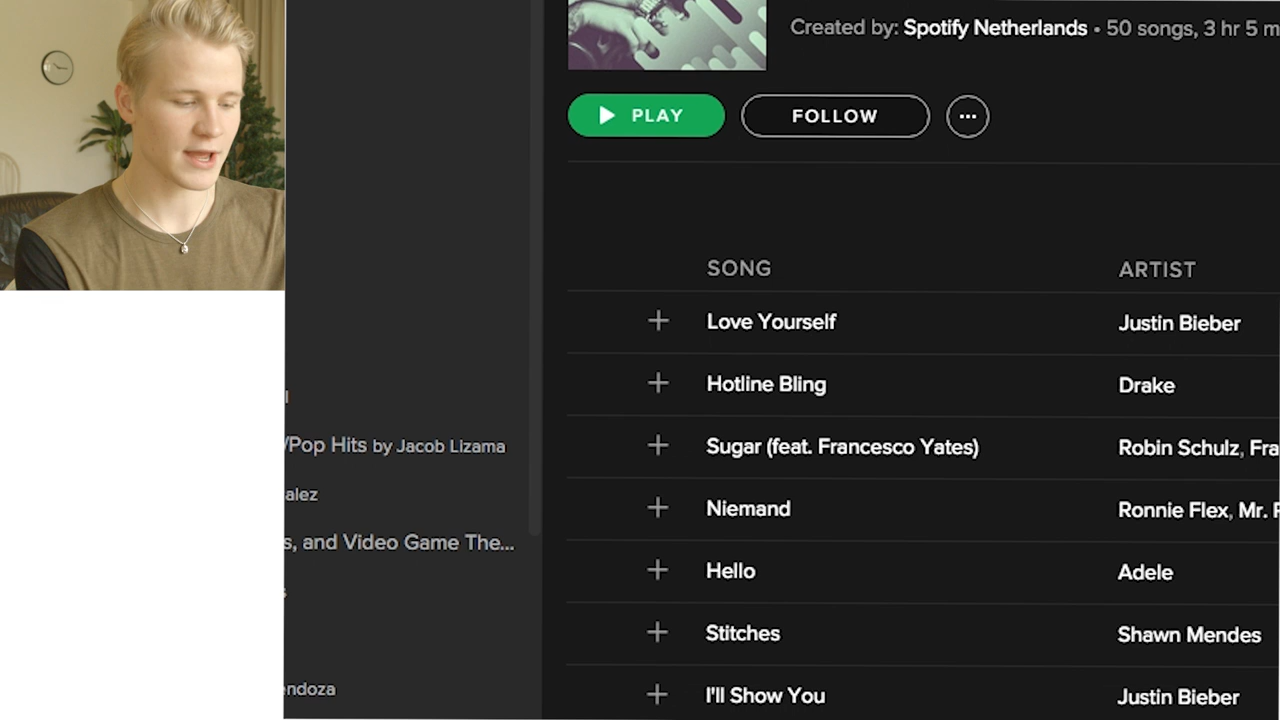 Created by: Spotify Netherlands • 50 songs, 3 hr 5 m
PLAY
FOLLOW
SONG ARTIST
Love Yourself Justin Bieber
Hotline Bling Drake
/Pop Hits by Jacob Lizama
Sugar (feat. Francesco Yates) Robin Schulz, Fra
alez
Niemand Ronnie Flex, Mr. P
s, and Video Game The...
Hello Adele
Stitches Shawn Mendes
endoza
I'll Show You Justin Bieber